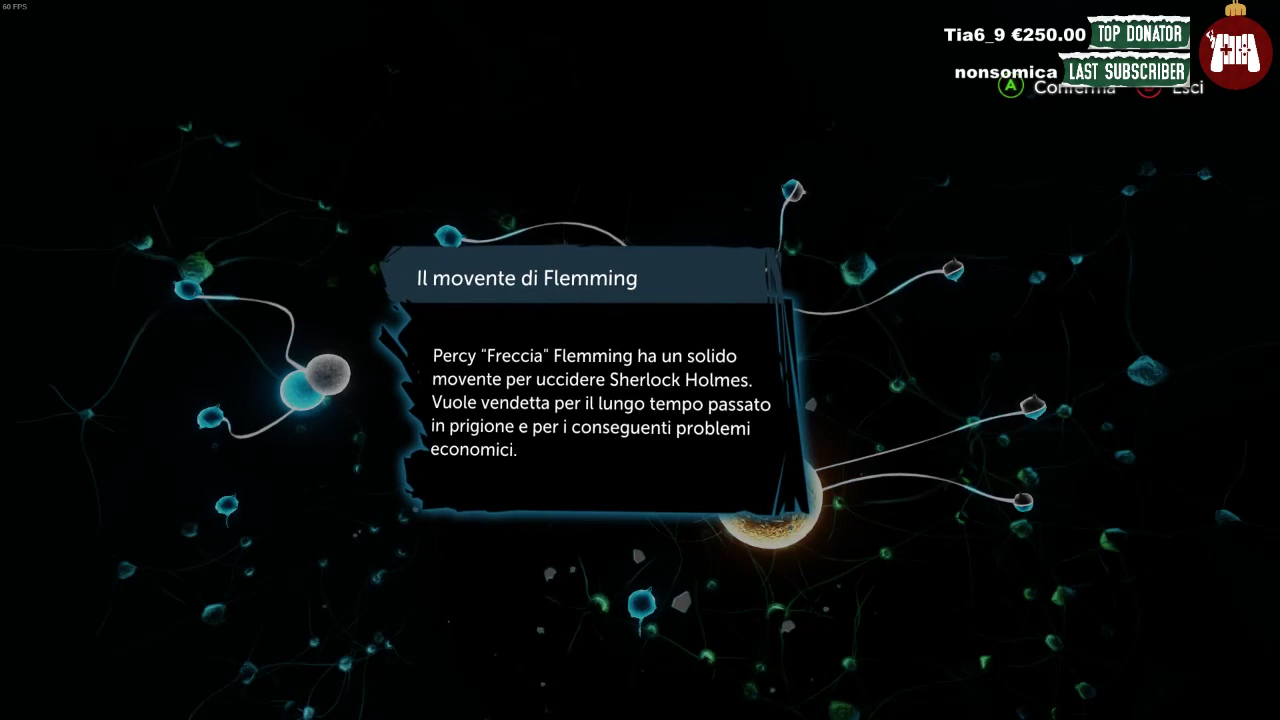 60 FPS
Tia6_9 €250.00 TOP DONATOR
nonsomica LAST SUBSCRIBER
A Conferma Esci
Il movente di Flemming
Percy "Freccia" Flemming ha un solido
movente per uccidere Sherlock Holmes.
Vuole vendetta per il lungo tempo passato
in prigione e per i conseguenti problemi
economici.